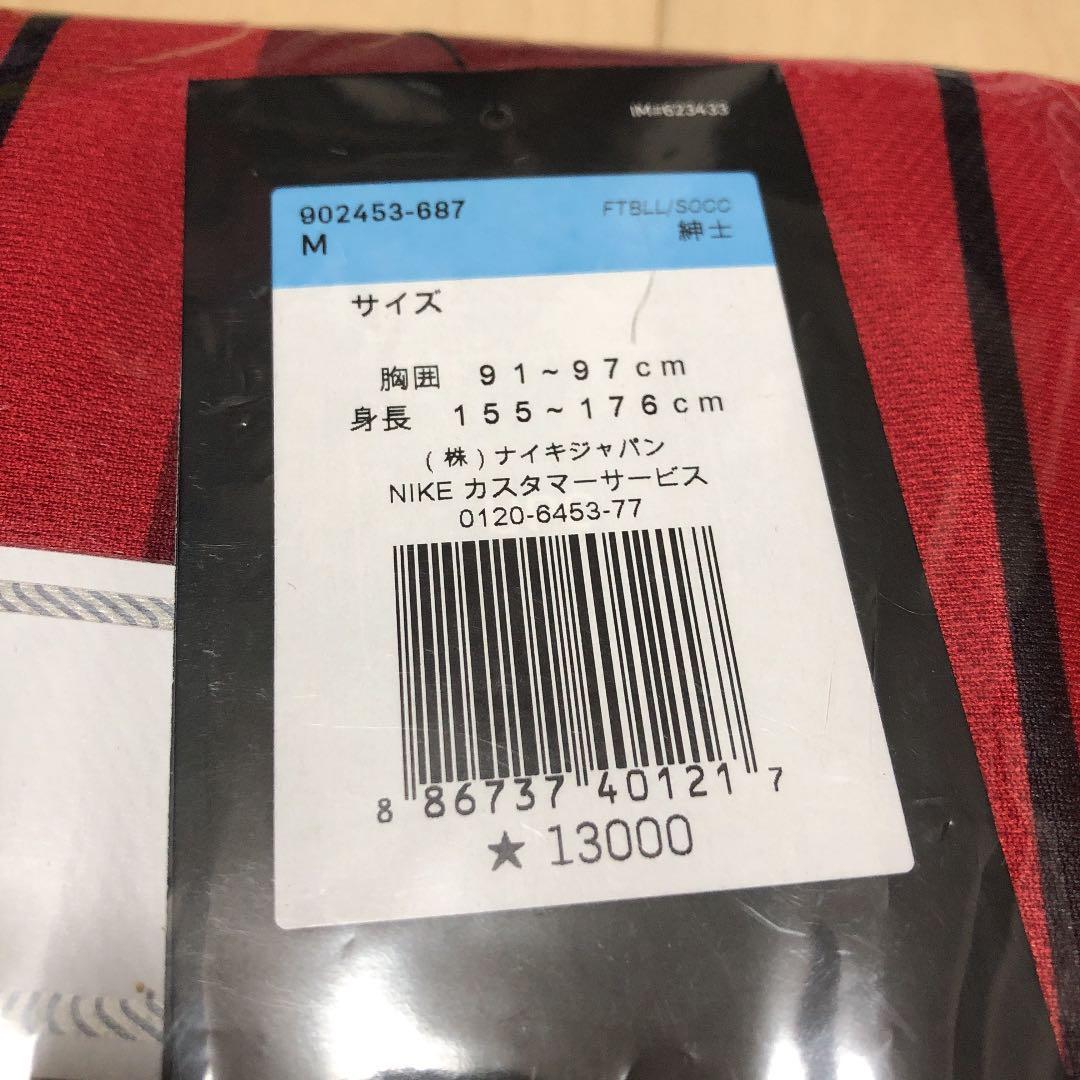 IM#623433
902453-687 FTBLL/SOCC
M 紳士
サイズ
胸囲 91~97cm
身長 155~176cm
(株)ナイキジャパン
NIKE カスタマーサービス
0120-6453-77
8 86737 40121 7
★ 13000